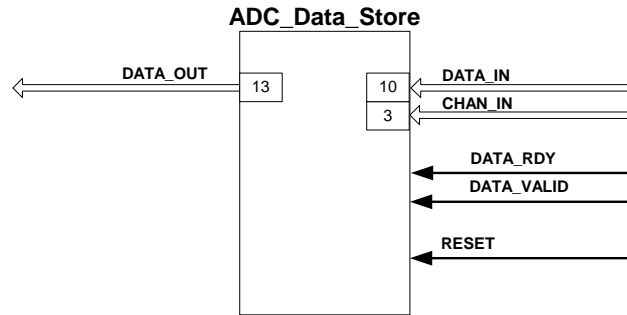 ADC_Data_Store
DATA_OUT
13
10
DATA_IN
3
CHAN_IN
DATA_RDY
DATA_VALID
RESET